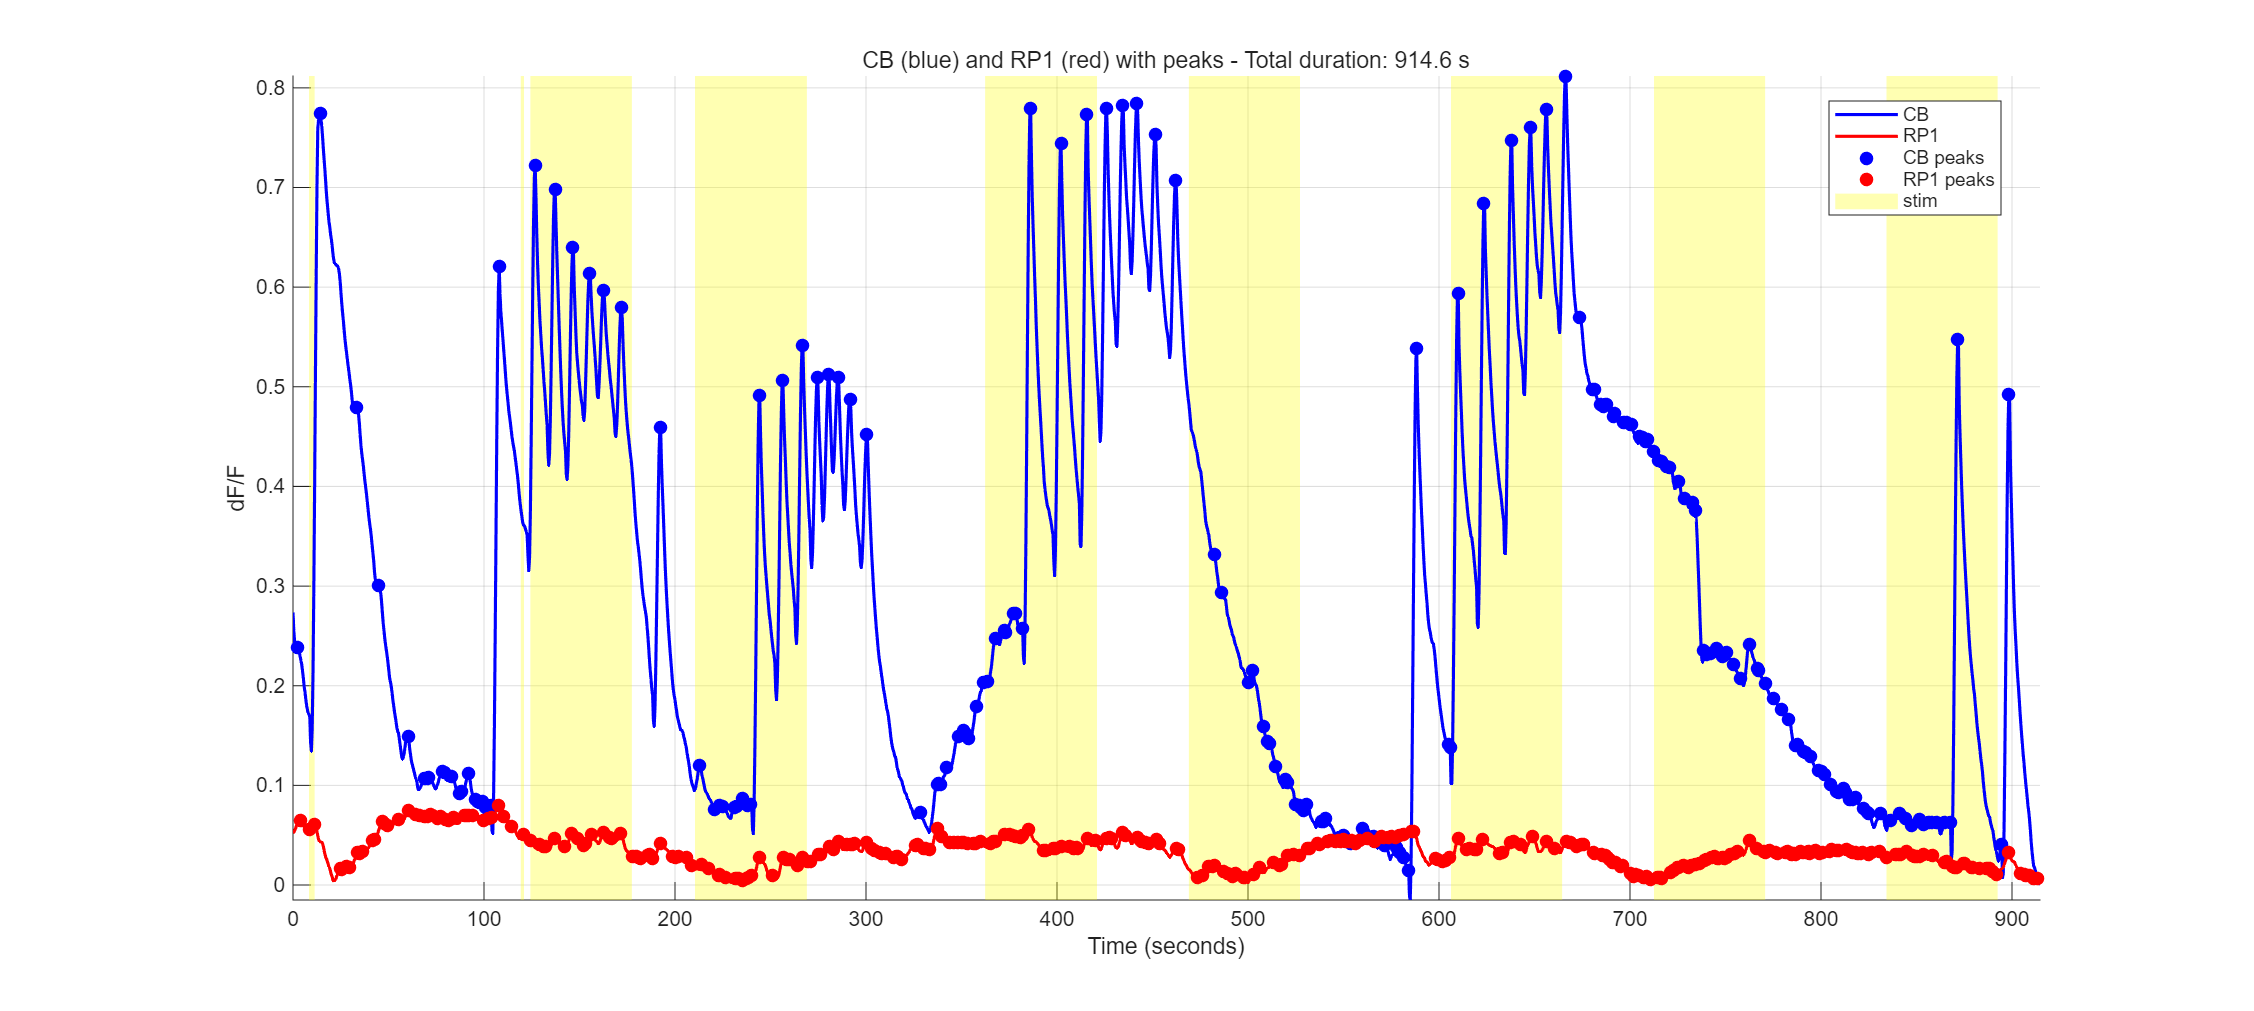 CB (blue) and RP1 (red) with peaks - Total duration: 914.6 s
0.8
0.7
0.6
0.5
0.4
0.3
0.2
0.1
0
dF/F
CB
RP1
CB peaks
RP1 peaks
stim
0 100 200 300 400 500 600 700 800 900
Time (seconds)